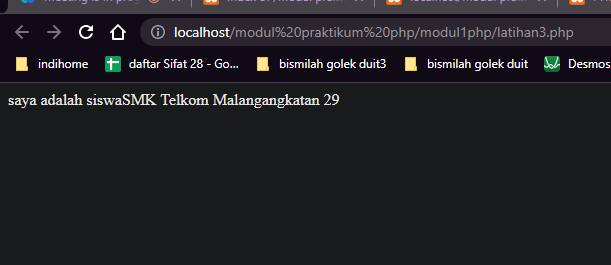 localhost/modul%20praktikum%20php/modul1php/latihan3.php
indihome
daftar Sifat 28 - Go...
bismilah golek duit3
bismilah golek duit
Desmos
saya adalah siswaSMK Telkom Malangangkatan 29